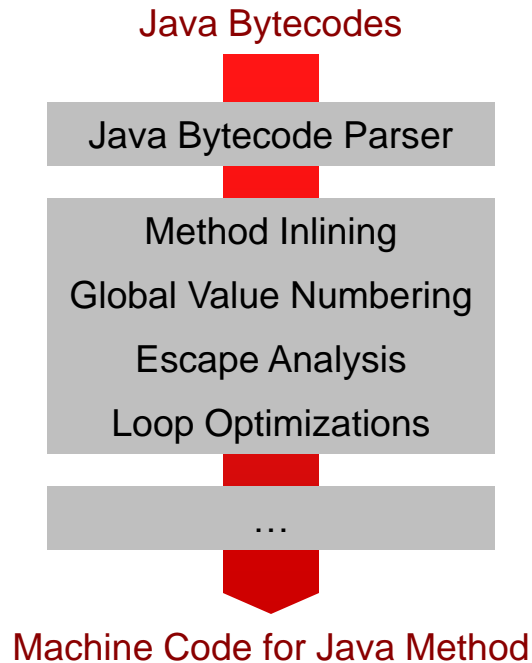 Java Bytecodes
Java Bytecode Parser
Method Inlining
Global Value Numbering
Escape Analysis
Loop Optimizations
…
Machine Code for Java Method